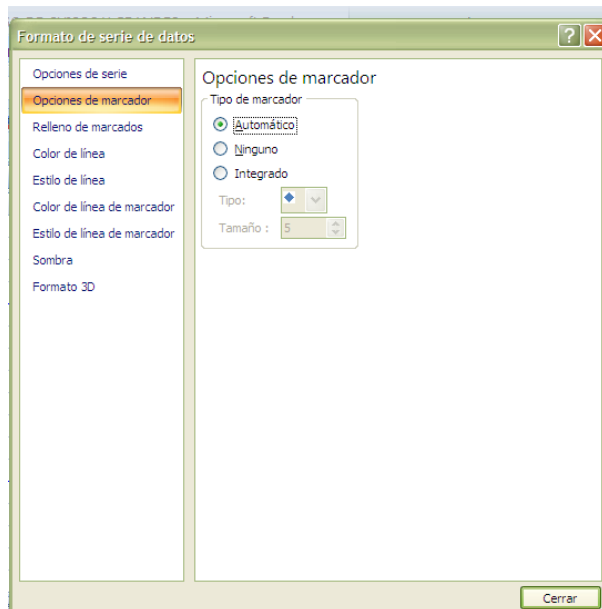 Formato de serie de datos
Opciones de serie
Opciones de marcador
Relleno de marcados
Color de línea
Estilo de línea
Color de línea de marcador
Estilo de línea de marcador
Sombra
Formato 3D
Opciones de marcador
Tipo de marcador
Automático
Ninguno
Integrado
Tipo:
Tamaño : 5
Cerrar